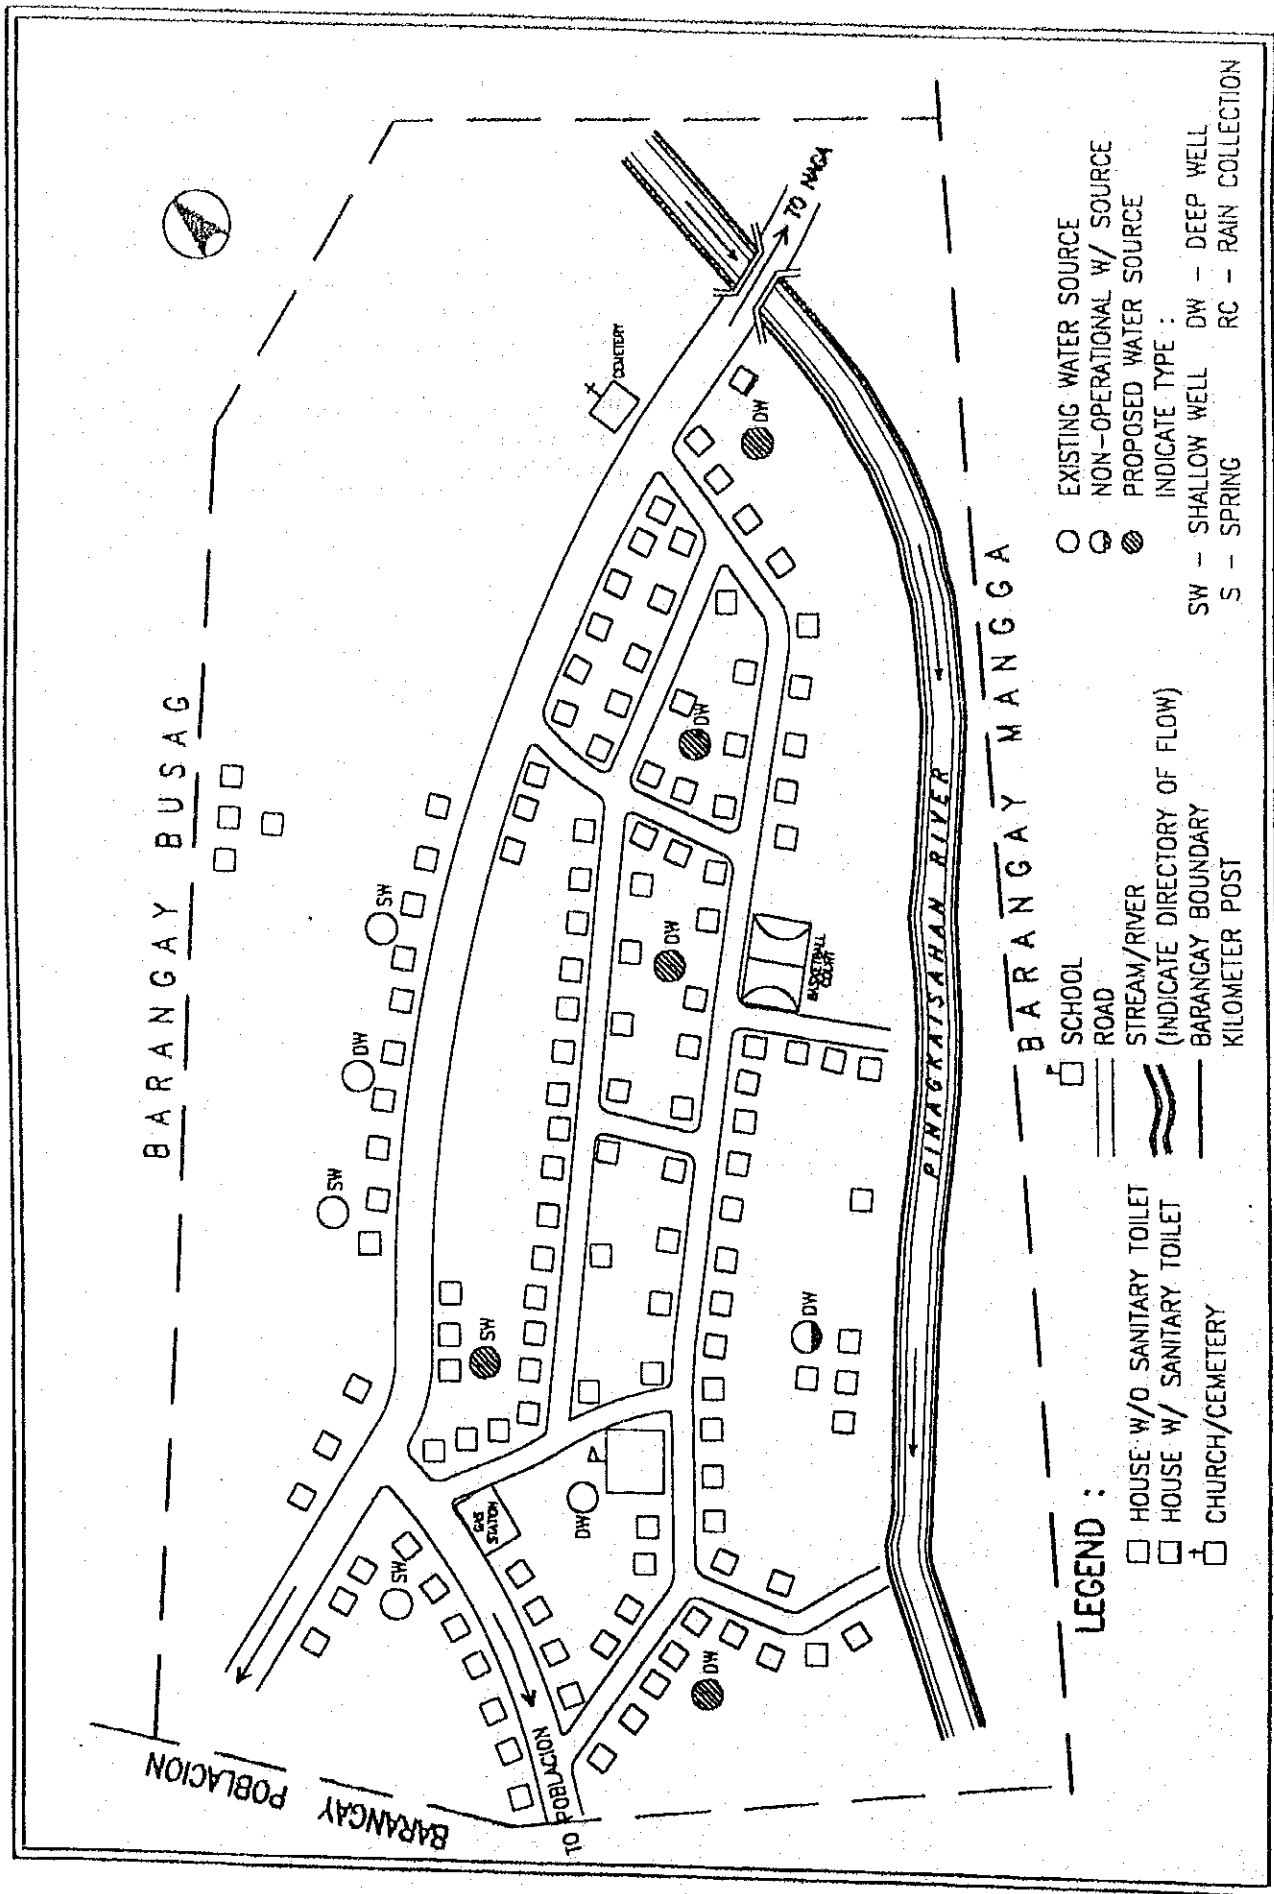 BARANGAY BUSAG
BARANGAY POBLACION
TO POBLACION
SW
DW
SW
SW
DW
GAS
STATION
SW
DW
DW
DW
DW
DW
CEMETERY
TO NAGA
BASKETBALL
COURT
DW
PINAGKAISAHAN RIVER
BARANGAY MANGGA
LEGEND :
HOUSE W/O SANITARY TOILET
HOUSE W/ SANITARY TOILET
CHURCH/CEMETERY
SCHOOL
ROAD
STREAM/RIVER
(INDICATE DIRECTORY OF FLOW)
BARANGAY BOUNDARY
KILOMETER POST
EXISTING WATER SOURCE
NON-OPERATIONAL W/ SOURCE
PROPOSED WATER SOURCE
INDICATE TYPE :
SW - SHALLOW WELL DW - DEEP WELL
S - SPRING RC - RAIN COLLECTION